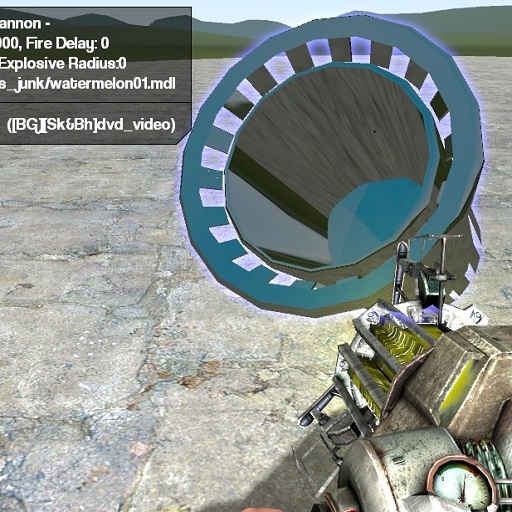 annon -
000, Fire Delay: 0
Explosive Radius:0
s_junk/watermelon01.mdl
([BG][Sk&Bh]dvd_video)